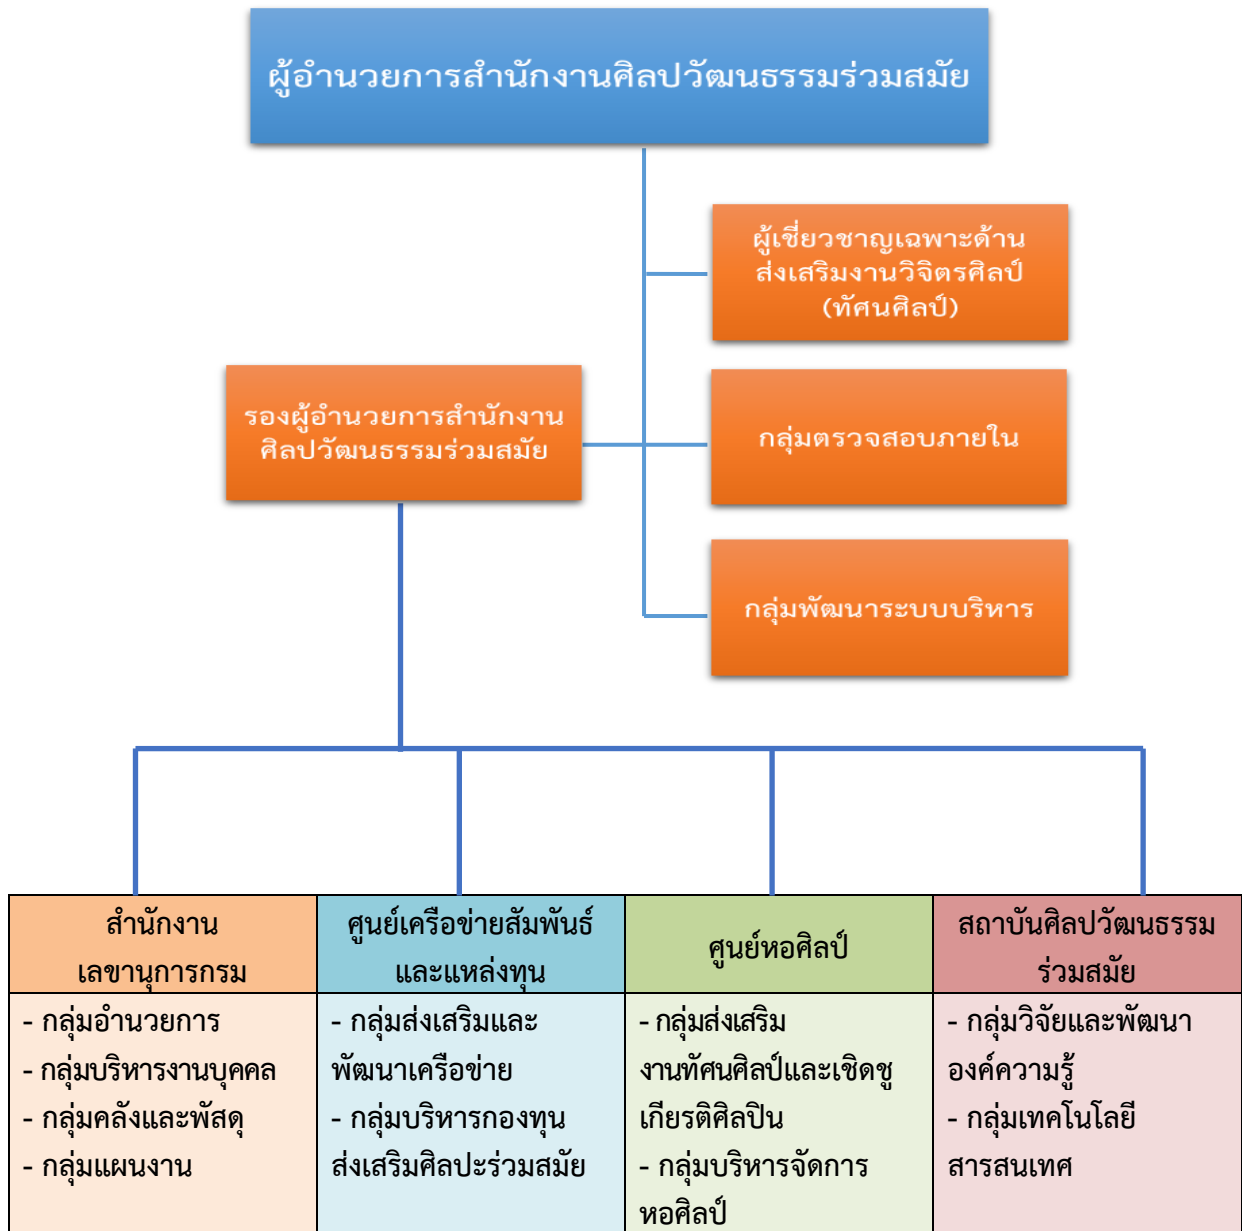 ผู้อำนวยการสำนักงานศิลปวัฒนธรรมร่วมสมัย
ผู้เชี่ยวชาญเฉพาะด้าน
ส่งเสริมงานวิจิตรศิลป์
(ทัศนศิลป์)
รองผู้อำนวยการสำนักงาน
ศิลปวัฒนธรรมร่วมสมัย
กลุ่มตรวจสอบภายใน
กลุ่มพัฒนาระบบบริหาร
สำนักงาน
เลขานุการกรม
- กลุ่มอำนวยการ
- กลุ่มบริหารงานบุคคล
- กลุ่มคลังและพัสดุ
- กลุ่มแผนงาน
ศูนย์เครือข่ายสัมพันธ์
และแหล่งทุน
- กลุ่มส่งเสริมและ
พัฒนาเครือข่าย
- กลุ่มบริหารกองทุน
ส่งเสริมศิลปะร่วมสมัย
ศูนย์หอศิลป์
- กลุ่มส่งเสริม
งานทัศนศิลป์และเชิดชู
เกียรติศิลปิน
- กลุ่มบริหารจัดการ
หอศิลป์
สถาบันศิลปวัฒนธรรม
ร่วมสมัย
- กลุ่มวิจัยและพัฒนา
องค์ความรู้
- กลุ่มเทคโนโลยี
สารสนเทศ